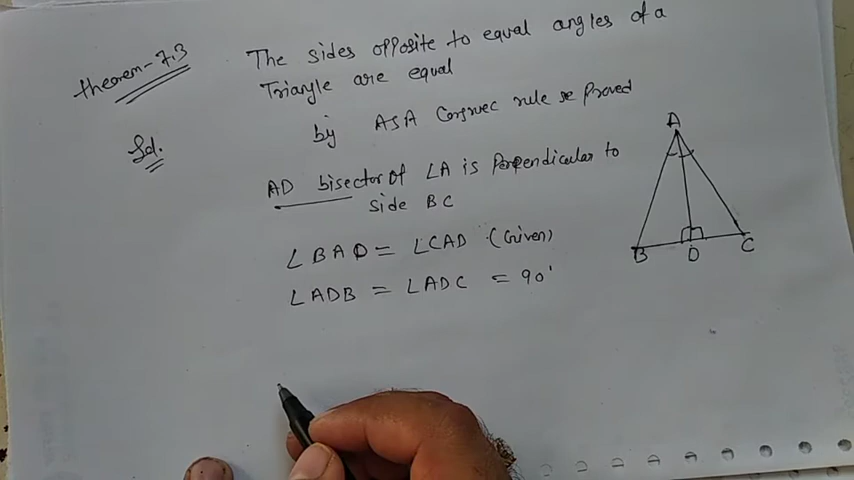 theorem-7.3 The sides opposite to equal angles of a
Triangle are equal
by ASA Congruec rule se Proved
Sol.
AD bisector of ∠A is Perpendicular to
side BC
∠BAD = ∠CAD (Given)
∠ADB = ∠ADC = 90°
A
B D C